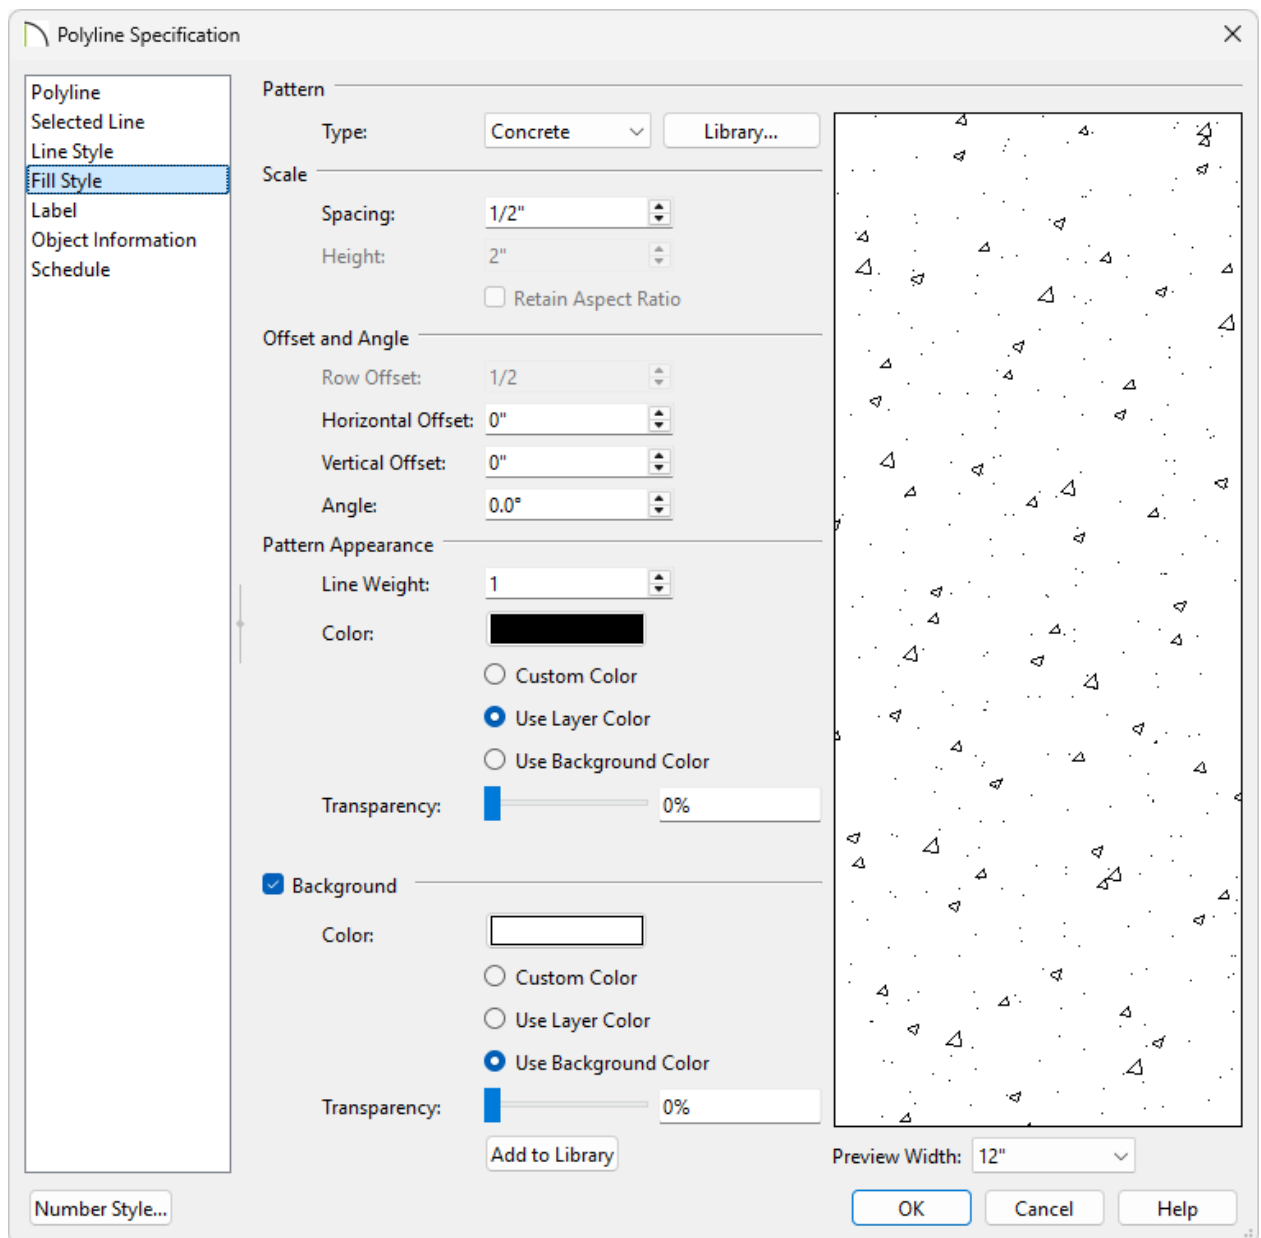 Polyline Specification
Polyline
Selected Line
Line Style
Fill Style
Label
Object Information
Schedule
Pattern
Type: Concrete Library...
Scale
Spacing: 1/2"
Height: 2"
Retain Aspect Ratio
Offset and Angle
Row Offset: 1/2
Horizontal Offset: 0"
Vertical Offset: 0"
Angle: 0.0°
Pattern Appearance
Line Weight: 1
Color:
Custom Color
Use Layer Color
Use Background Color
Transparency: 0%
Background
Color:
Custom Color
Use Layer Color
Use Background Color
Transparency: 0%
Add to Library
Preview Width: 12"
Number Style...
OK Cancel Help